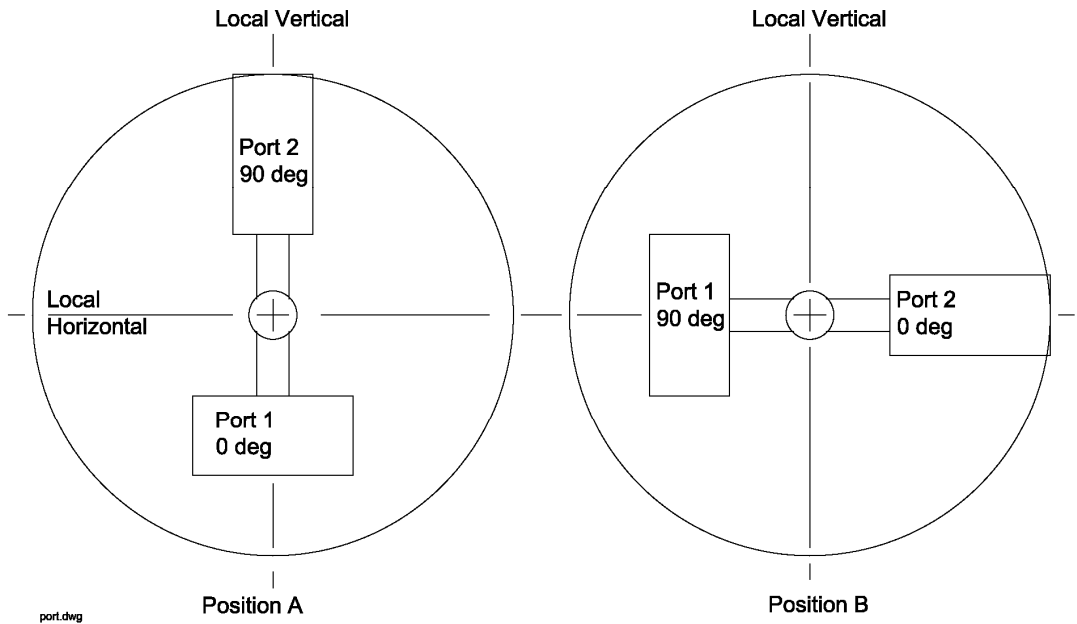 Local Vertical
Local Vertical
Port 2
90 deg
Local
Horizontal
Port 1
0 deg
Port 1
90 deg
Port 2
0 deg
Position A
Position B
port.dwg